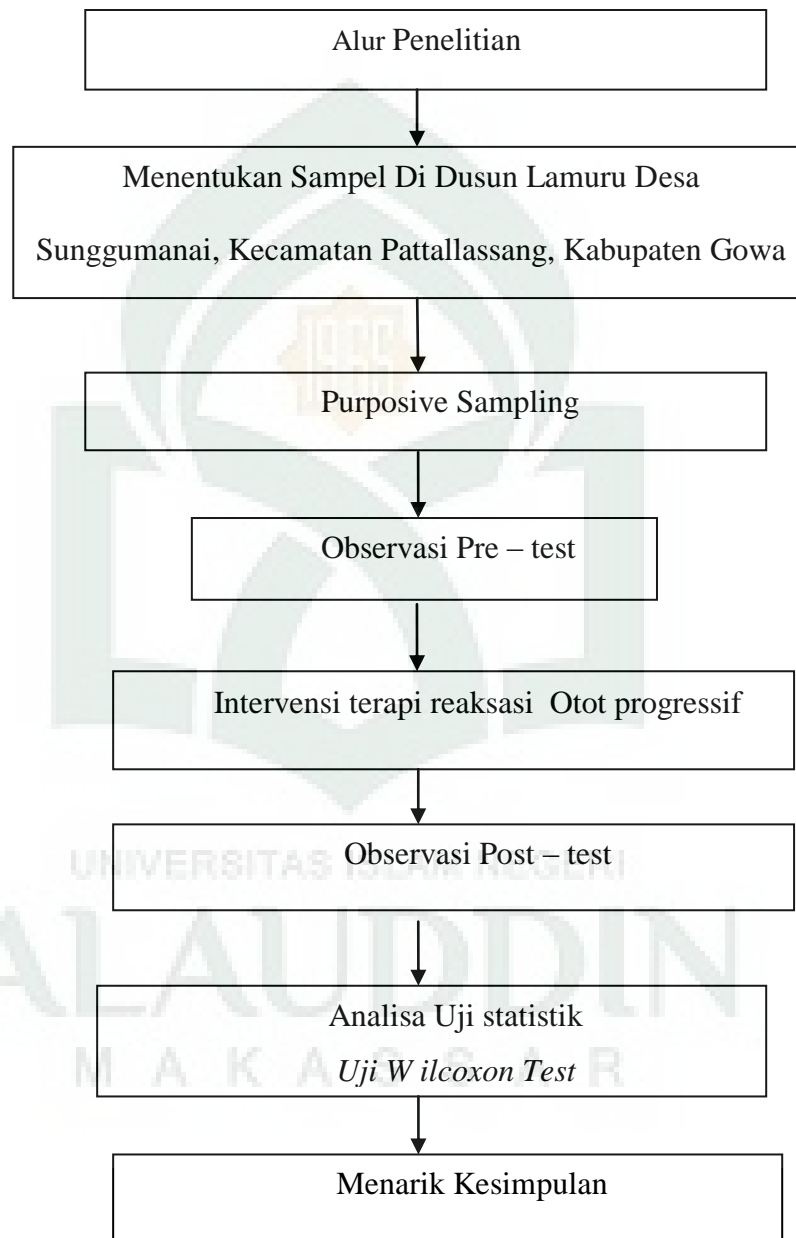 Alur Penelitian
Menentukan Sampel Di Dusun Lamuru Desa
Sunggumanai, Kecamatan Pattallassang, Kabupaten Gowa
1965
Purposive Sampling
Observasi Pre – test
Intervensi terapi reaksasi Otot progressif
Observasi Post – test
UNIVERSITAS ISLAM NEGERI
ALAUDDIN
Analisa Uji statistik
Uji W ilcoxon Test
MAKASSAR
Menarik Kesimpulan